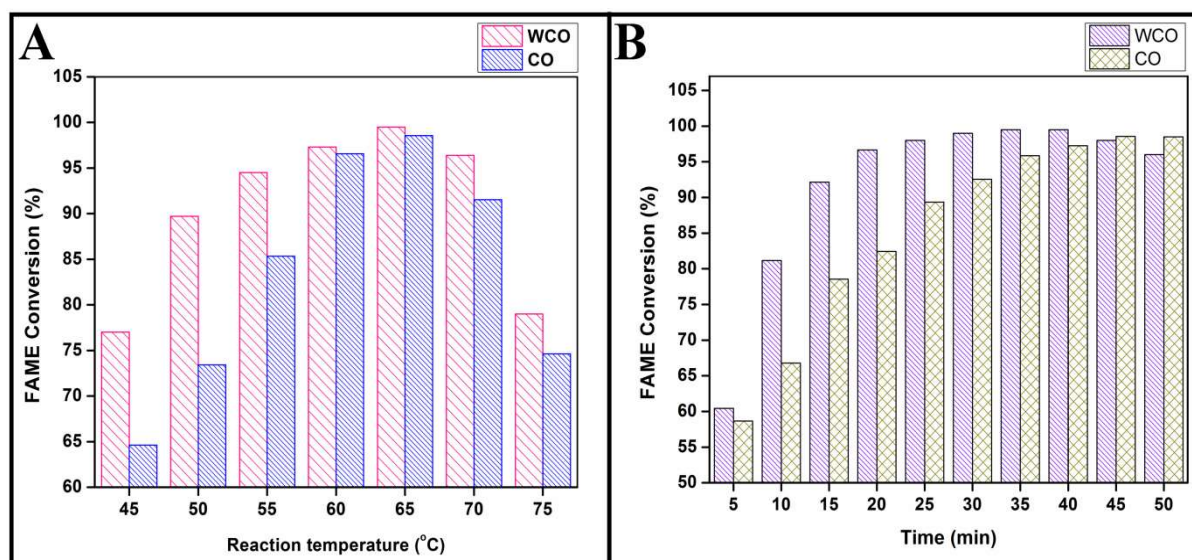 A
WCO
CO
105
100
95
90
85
80
75
70
65
60
FAME Conversion (%)
45 50 55 60 65 70 75
Reaction temperature (°C)
B
WCO
CO
105
100
95
90
85
80
75
70
65
60
55
50
FAME Conversion (%)
5 10 15 20 25 30 35 40 45 50
Time (min)